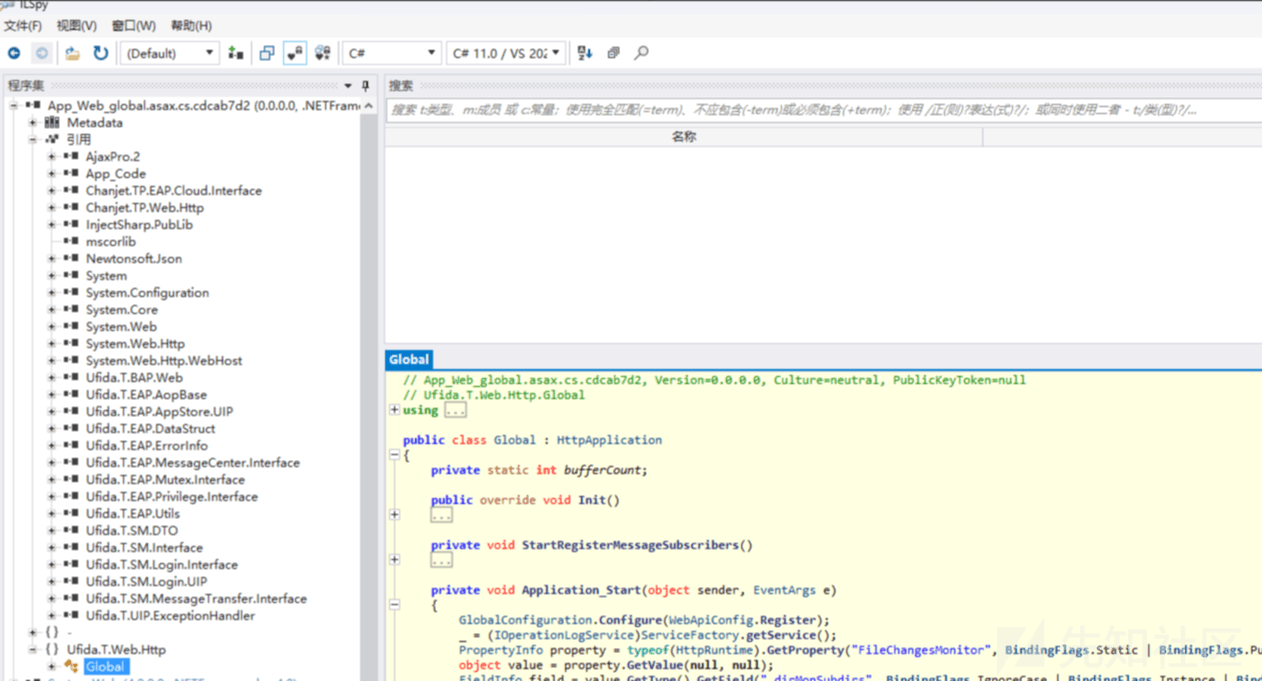 ILSpy
文件(F) 视图(V) 窗口(W) 帮助(H)
(Default) C# C# 11.0 / VS 202
程序集
搜索
App_Web_global.asax.cs.cdcab7d2 (0.0.0.0, .NETFrame
搜索 t:类型、m:成员 或 c:常量；使用完全匹配(=term)、不应包含(-term)或必须包含(+term)；使用 /正(则)?表达(式)?/；或同时使用二者 - t:/类(型)?/...
Metadata
名称
引用
AjaxPro.2
App_Code
Chanjet.TP.EAP.Cloud.Interface
Chanjet.TP.Web.Http
InjectSharp.PubLib
mscorlib
Newtonsoft.Json
System
System.Configuration
System.Core
System.Web
System.Web.Http
System.Web.Http.WebHost
Ufida.T.BAP.Web
Ufida.T.EAP.AopBase
Ufida.T.EAP.AppStore.UIP
Ufida.T.EAP.DataStruct
Ufida.T.EAP.ErrorInfo
Ufida.T.EAP.MessageCenter.Interface
Ufida.T.EAP.Mutex.Interface
Ufida.T.EAP.Privilege.Interface
Ufida.T.EAP.Utils
Ufida.T.SM.DTO
Ufida.T.SM.Interface
Ufida.T.SM.Login.Interface
Ufida.T.SM.Login.UIP
Ufida.T.SM.MessageTransfer.Interface
Ufida.T.UIP.ExceptionHandler
{ } -
{ } Ufida.T.Web.Http
Global
Global
// App_Web_global.asax.cs.cdcab7d2, Version=0.0.0.0, Culture=neutral, PublicKeyToken=null
// Ufida.T.Web.Http.Global
using ...
public class Global : HttpApplication
{
private static int bufferCount;
public override void Init()
...
private void StartRegisterMessageSubscribers()
...
private void Application_Start(object sender, EventArgs e)
{
GlobalConfiguration.Configure(WebApiConfig.Register);
_ = (IOperationLogService)ServiceFactory.getService();
PropertyInfo property = typeof(HttpRuntime).GetProperty("FileChangesMonitor", BindingFlags.Static | BindingFlags.Pu
object value = property.GetValue(null, null);
FieldInfo field = value.GetType().GetField("_dirMonSubdirs", BindingFlags.IgnoreCase | BindingFlags.Instance | Bind
先知社区